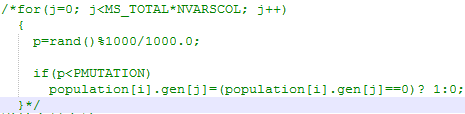 /*for(j=0; j<MS_TOTAL*NVARSCOL; j++)
{
p=rand()%1000/1000.0;
if(p<PMUTATION)
population[i].gen[j]=(population[i].gen[j]==0)? 1:0;
}*/